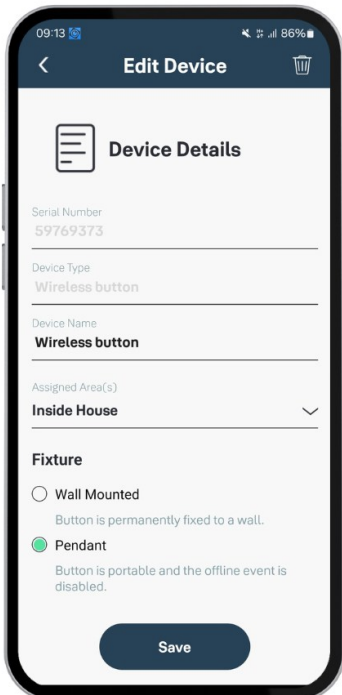 09:13 86%
Edit Device
Device Details
Serial Number
59769373
Device Type
Wireless button
Device Name
Wireless button
Assigned Area(s)
Inside House
Fixture
Wall Mounted
Button is permanently fixed to a wall.
Pendant
Button is portable and the offline event is
disabled.
Save